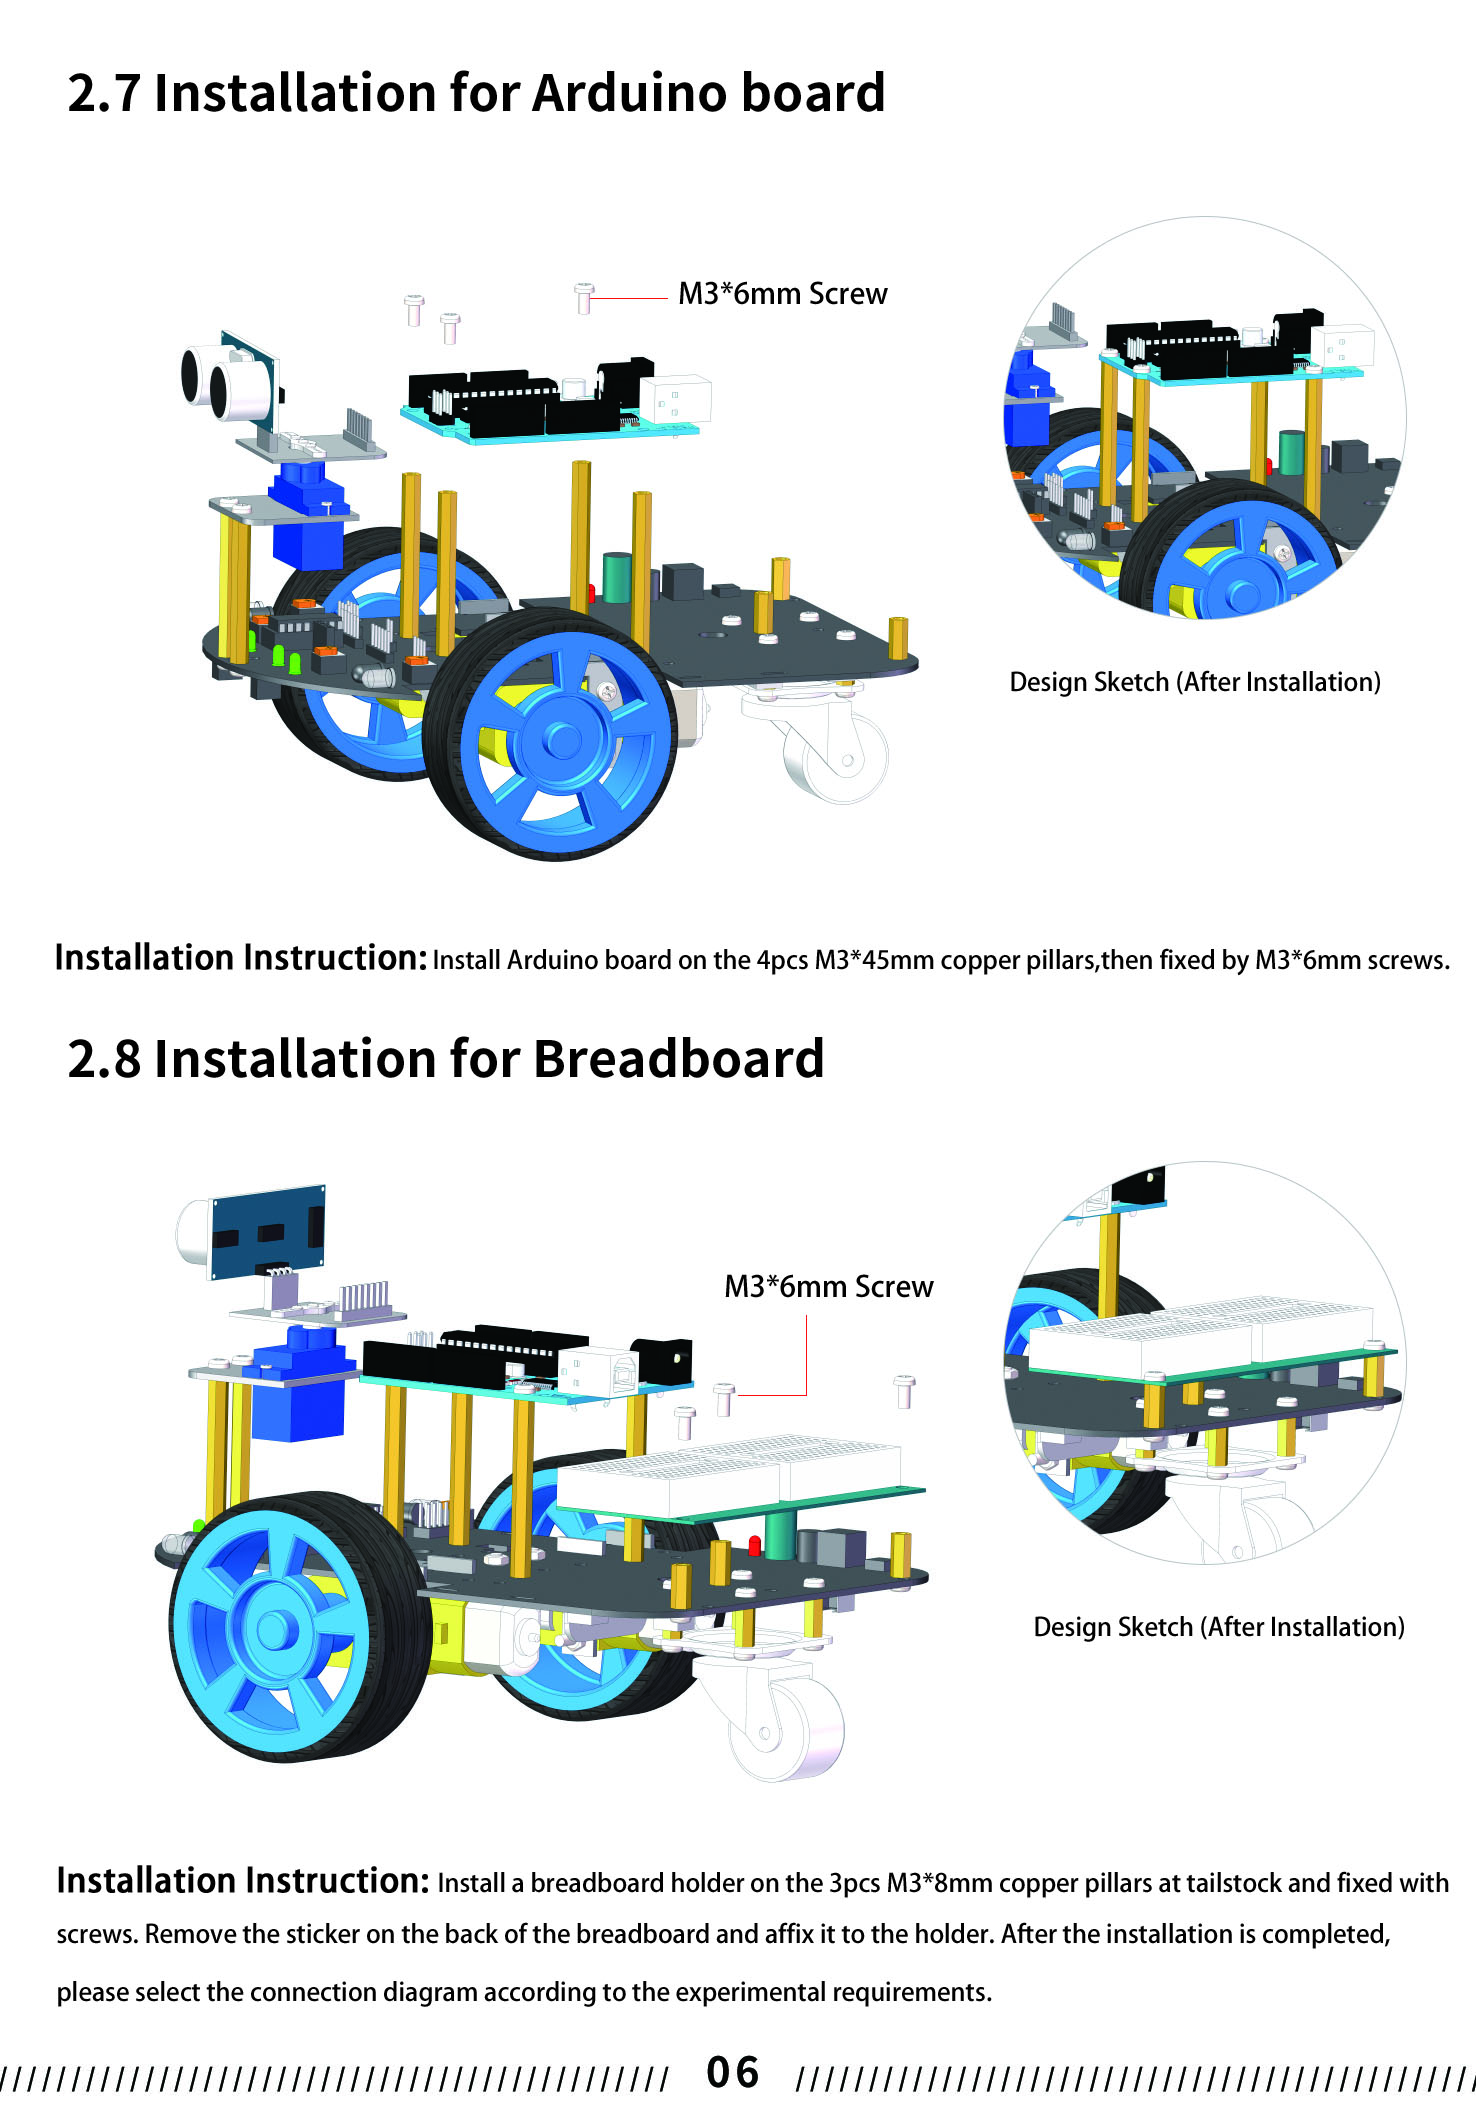 2.7 Installation for Arduino board
M3*6mm Screw
Design Sketch (After Installation)
Installation Instruction: Install Arduino board on the 4pcs M3*45mm copper pillars,then fixed by M3*6mm screws.
2.8 Installation for Breadboard
M3*6mm Screw
Design Sketch (After Installation)
Installation Instruction: Install a breadboard holder on the 3pcs M3*8mm copper pillars at tailstock and fixed with
screws. Remove the sticker on the back of the breadboard and affix it to the holder. After the installation is completed,
please select the connection diagram according to the experimental requirements.
06